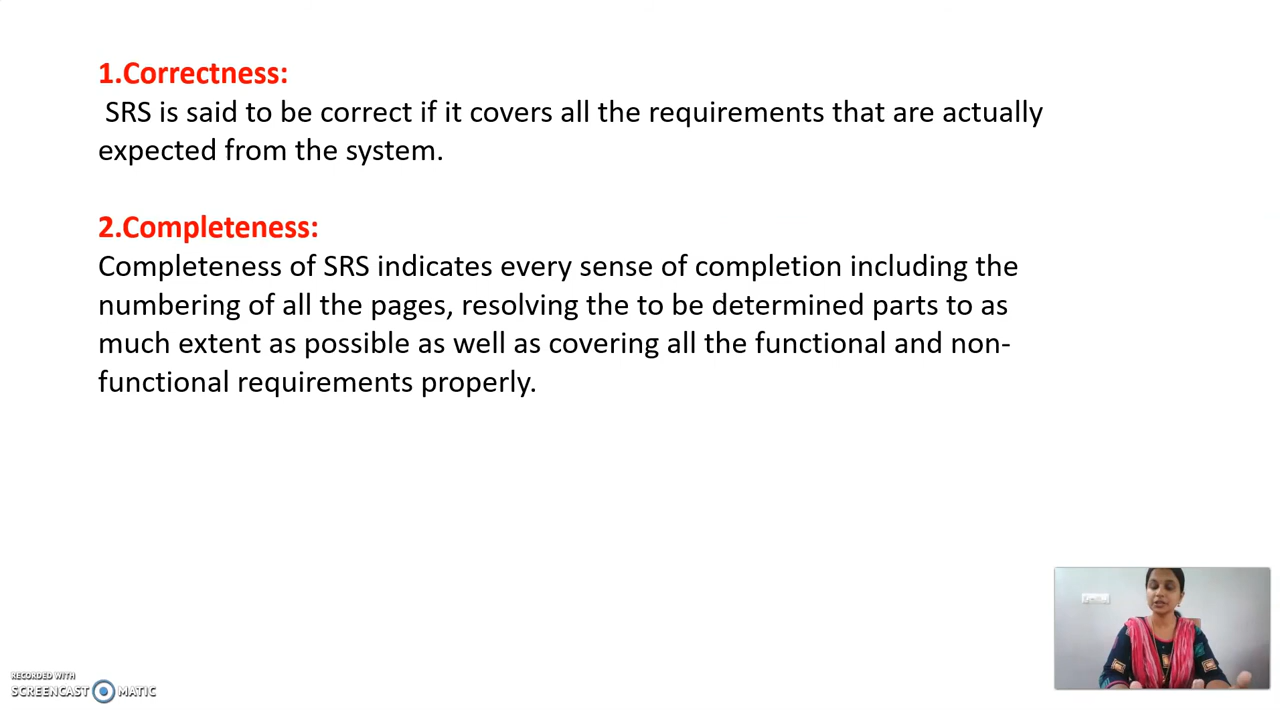 1.Correctness:
SRS is said to be correct if it covers all the requirements that are actually
expected from the system.
2.Completeness:
Completeness of SRS indicates every sense of completion including the
numbering of all the pages, resolving the to be determined parts to as
much extent as possible as well as covering all the functional and non-
functional requirements properly.
RECORDED WITH
SCREENCAST MATIC